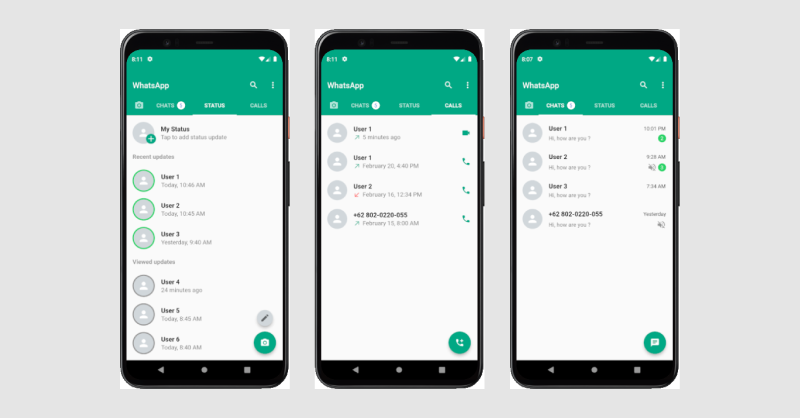 8:11
WhatsApp
CHATS 5 STATUS CALLS
My Status
Tap to add status update
Recent updates
User 1
Today, 10:46 AM
User 2
Today, 10:45 AM
User 3
Yesterday, 9:40 AM
Viewed updates
User 4
24 minutes ago
User 5
Today, 8:45 AM
User 6
Today, 8:40 AM
8:11
WhatsApp
CHATS 5 STATUS CALLS
User 1
5 minutes ago
User 1
February 20, 4:40 PM
User 2
February 16, 12:34 PM
+62 802-0220-055
February 15, 8:00 AM
8:07
WhatsApp
CHATS 5 STATUS CALLS
User 1 10:01 PM
Hi, how are you ? 2
User 2 9:28 AM
Hi, how are you ? 3
User 3 7:34 AM
Hi, how are you ?
+62 802-0220-055 Yesterday
Hi, how are you ?